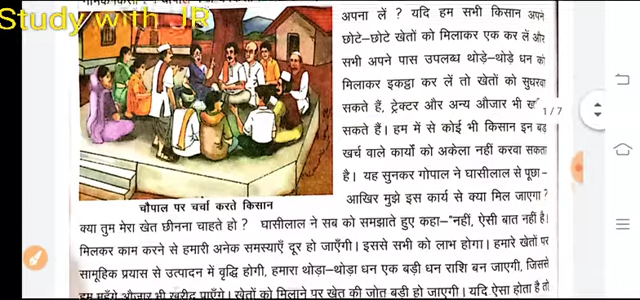 Study with JR
अपना लें ? यदि हम सभी किसान अपने
छोटे-छोटे खेतों को मिलाकर एक कर लें और
सभी अपने पास उपलब्ध थोड़े-थोड़े धन को
मिलाकर इकट्ठा कर लें तो खेतों को सुधरवा
सकते हैं, ट्रेक्टर और अन्य औजार भी
1/7
सकते हैं। हम में से कोई भी किसान इन बड़
खर्च वाले कार्यो को अकेला नहीं करवा सकता
है। यह सुनकर गोपाल ने घासीलाल से पूछा–
आखिर मुझे इस कार्य से क्या मिल जाएगा?
चौपाल पर चर्चा करते किसान
क्या तुम मेरा खेत छीनना चाहते हो ? घासीलाल ने सब को समझाते हुए कहा–"नहीं, ऐसी बात नहीं है।
मिलकर काम करने से हमारी अनेक समस्याएँ दूर हो जाएँगी। इससे सभी को लाभ होगा। हमारे खेतों पर
सामूहिक प्रयास से उत्पादन में वृद्धि होगी, हमारा थोड़ा-थोड़ा धन एक बड़ी धन राशि बन जाएगी, जिससे
हम महँगे औजार भी खरीद पाएँगे। खेतों को मिलाने पर खेत की जोत बड़ी हो जाएगी। यदि ऐसा होता है तो